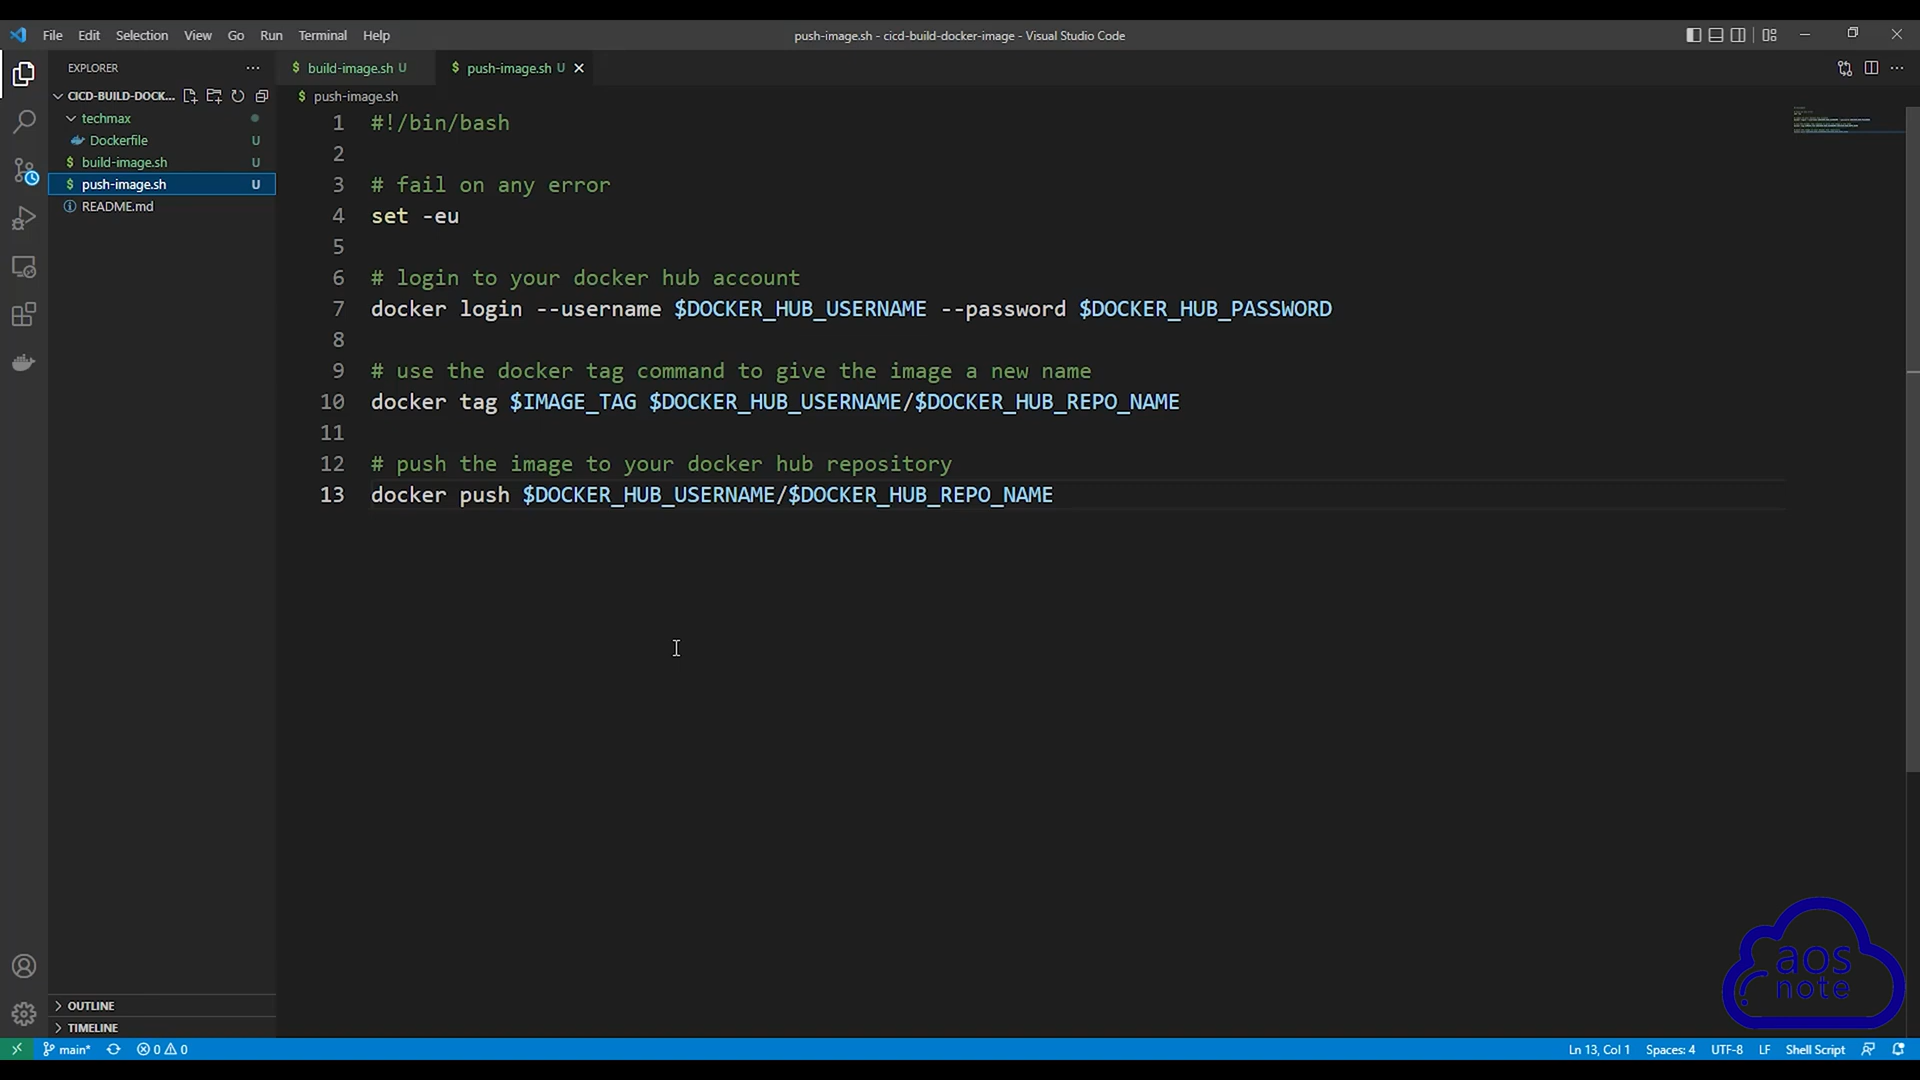 File Edit Selection View Go Run Terminal Help
push-image.sh - cicd-build-docker-image - Visual Studio Code
EXPLORER
CICD-BUILD-DOCK...
techmax
Dockerfile U
build-image.sh U
push-image.sh U
README.md
OUTLINE
TIMELINE
build-image.sh U
push-image.sh U
$ push-image.sh
1 #!/bin/bash
2
3 # fail on any error
4 set -eu
5
6 # login to your docker hub account
7 docker login --username $DOCKER_HUB_USERNAME --password $DOCKER_HUB_PASSWORD
8
9 # use the docker tag command to give the image a new name
10 docker tag $IMAGE_TAG $DOCKER_HUB_USERNAME/$DOCKER_HUB_REPO_NAME
11
12 # push the image to your docker hub repository
13 docker push $DOCKER_HUB_USERNAME/$DOCKER_HUB_REPO_NAME
aos
note
main* 0 0
Ln 13, Col 1 Spaces: 4 UTF-8 LF Shell Script